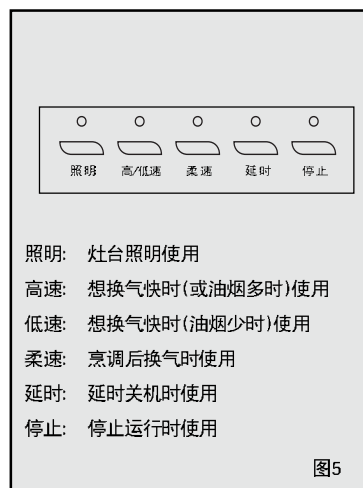 照明 高/低速 柔速 延时 停止
照明: 灶台照明使用
高速: 想换气快时(或油烟多时)使用
低速: 想换气快时(油烟少时)使用
柔速: 烹调后换气时使用
延时: 延时关机时使用
停止: 停止运行时使用
图5